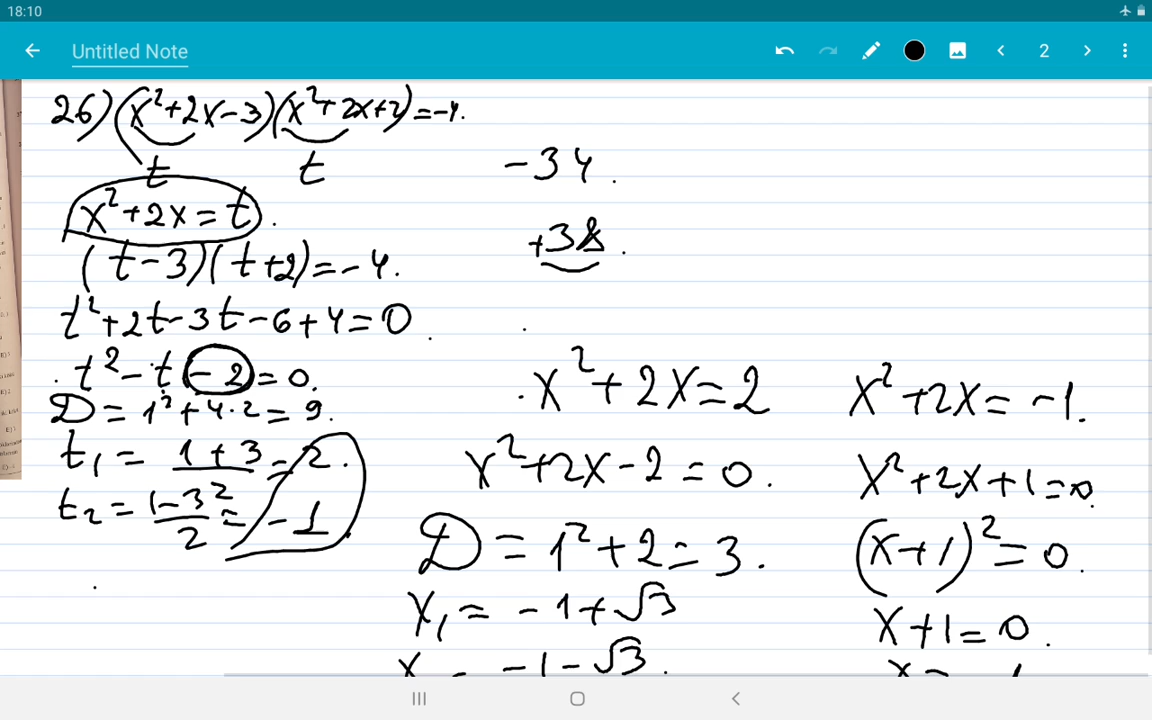 18:10
Untitled Note
2
26) (x²+2x-3)(x²+2x+2)=-4.
t t
-34.
x²+2x=t.
+38.
(t-3)(t+2)=-4.
t²+2t-3t-6+4=0.
t²-t-2=0.
D=1²+4·2=9.
t₁=(1+3)/2=2.
t₂=(1-3)/2=-1
x²+2x=2
x²+2x-2=0.
D=1²+2=3.
x₁=-1+√3
x = -1-√3.
x²+2x=-1.
x²+2x+1=0.
(x+1)²=0.
x+1=0.
x=-1